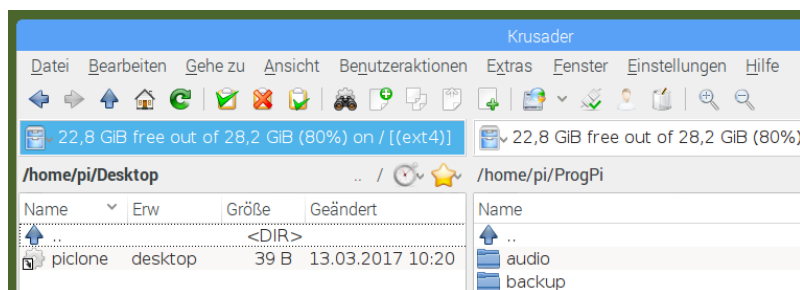 Krusader
Datei Bearbeiten Gehe zu Ansicht Benutzeraktionen Extras Fenster Einstellungen Hilfe
22,8 GiB free out of 28,2 GiB (80%) on / [(ext4)]
22,8 GiB free out of 28,2 GiB (80%)
/home/pi/Desktop .. /
/home/pi/ProgPi
Name Erw Größe Geändert
Name
.. <DIR>
..
piclone desktop 39 B 13.03.2017 10:20
audio
backup